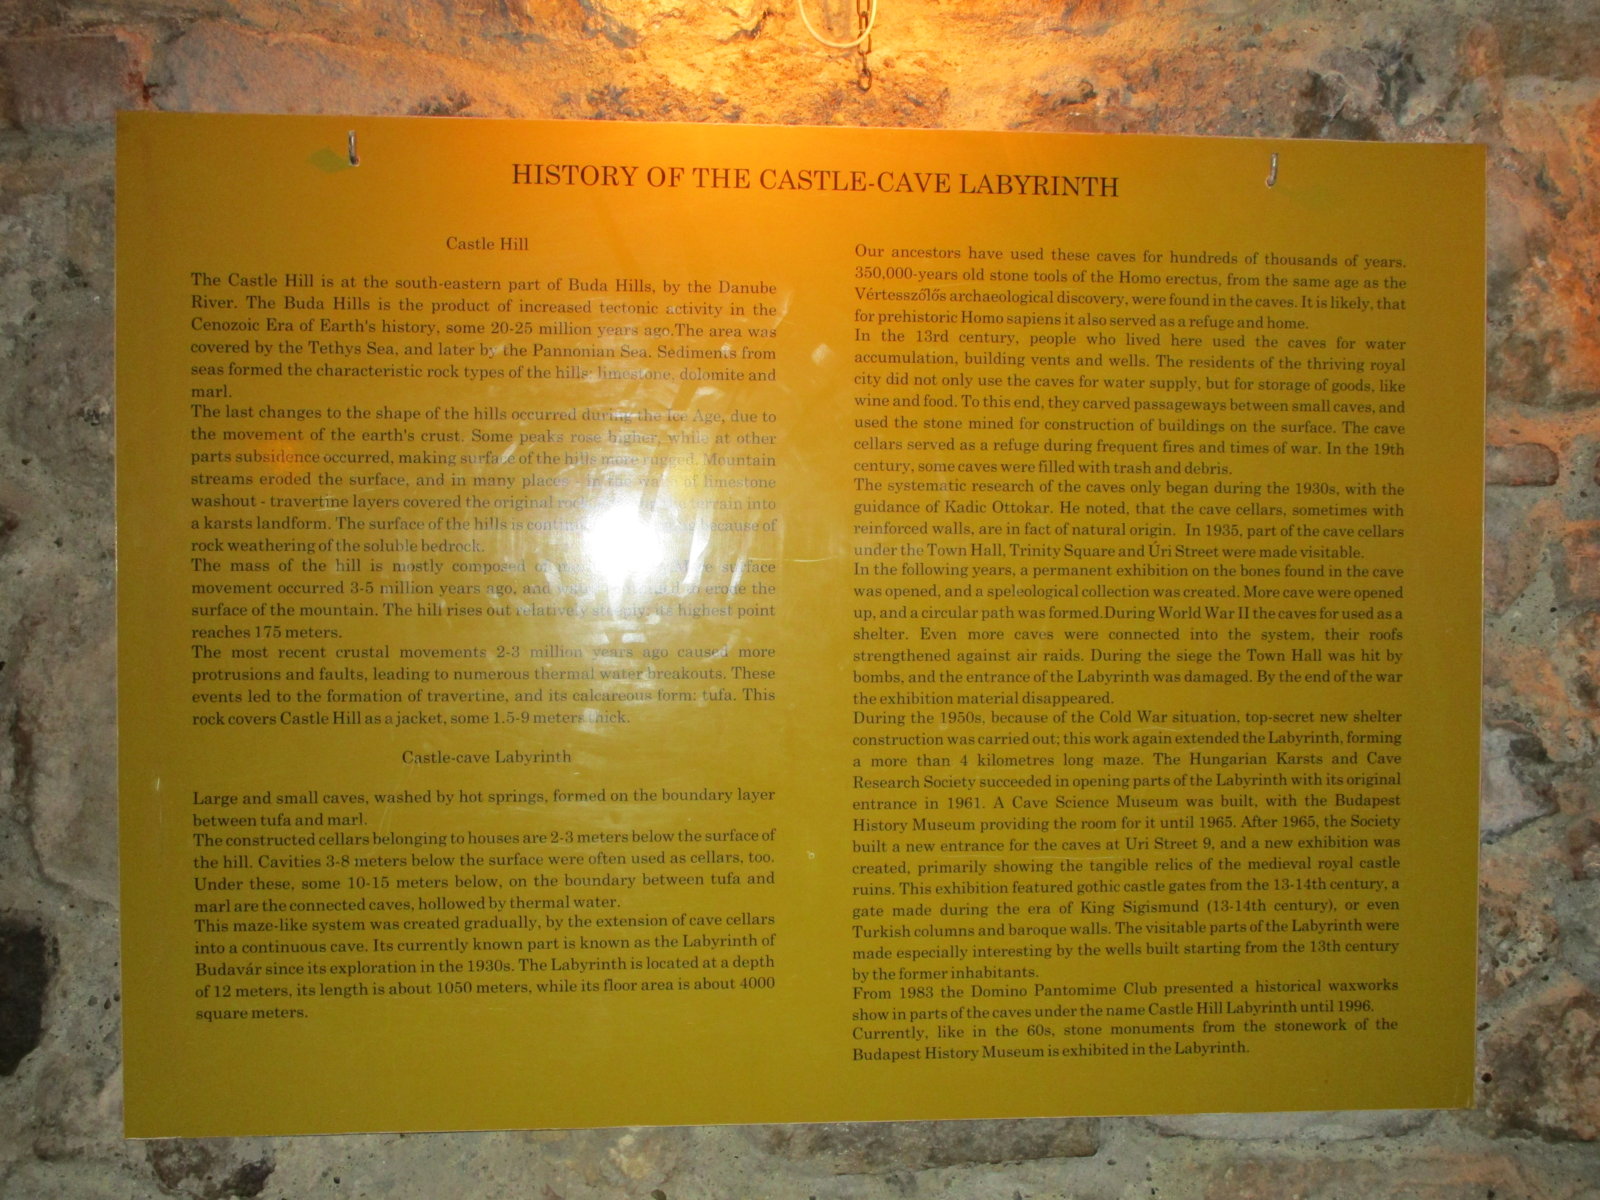 HISTORY OF THE CASTLE-CAVE LABYRINTH
Castle Hill
The Castle Hill is at the south-eastern part of Buda Hills, by the Danube
River. The Buda Hills is the product of increased tectonic activity in the
Cenozoic Era of Earth's history, some 20-25 million years ago.The area was
covered by the Tethys Sea, and later by the Pannonian Sea. Sediments from
seas formed the characteristic rock types of the hills: limestone, dolomite and
marl.
The last changes to the shape of the hills occurred during the Ice Age, due to
the movement of the earth's crust. Some peaks rose higher, while at other
parts subsidence occurred, making surface of the hills more rugged. Mountain
streams eroded the surface, and in many places - in the wake of limestone
washout - travertine layers covered the original terrain into
a karsts landform. The surface of the hills is because of
rock weathering of the soluble bedrock.
The mass of the hill is mostly composed of surface
movement occurred 3-5 million years ago, and erode the
surface of the mountain. The hill rises out relatively steeply; its highest point
reaches 175 meters.
The most recent crustal movements 2-3 million years ago caused more
protrusions and faults, leading to numerous thermal water breakouts. These
events led to the formation of travertine, and its calcareous form: tufa. This
rock covers Castle Hill as a jacket, some 1.5-9 meters thick.
Castle-cave Labyrinth
Large and small caves, washed by hot springs, formed on the boundary layer
between tufa and marl.
The constructed cellars belonging to houses are 2-3 meters below the surface of
the hill. Cavities 3-8 meters below the surface were often used as cellars, too.
Under these, some 10-15 meters below, on the boundary between tufa and
marl are the connected caves, hollowed by thermal water.
This maze-like system was created gradually, by the extension of cave cellars
into a continuous cave. Its currently known part is known as the Labyrinth of
Budavár since its exploration in the 1930s. The Labyrinth is located at a depth
of 12 meters, its length is about 1050 meters, while its floor area is about 4000
square meters.
Our ancestors have used these caves for hundreds of thousands of years.
350,000-years old stone tools of the Homo erectus, from the same age as the
Vértesszőlős archaeological discovery, were found in the caves. It is likely, that
for prehistoric Homo sapiens it also served as a refuge and home.
In the 13rd century, people who lived here used the caves for water
accumulation, building vents and wells. The residents of the thriving royal
city did not only use the caves for water supply, but for storage of goods, like
wine and food. To this end, they carved passageways between small caves, and
used the stone mined for construction of buildings on the surface. The cave
cellars served as a refuge during frequent fires and times of war. In the 19th
century, some caves were filled with trash and debris.
The systematic research of the caves only began during the 1930s, with the
guidance of Kadic Ottokar. He noted, that the cave cellars, sometimes with
reinforced walls, are in fact of natural origin. In 1935, part of the cave cellars
under the Town Hall, Trinity Square and Úri Street were made visitable.
In the following years, a permanent exhibition on the bones found in the cave
was opened, and a speleological collection was created. More cave were opened
up, and a circular path was formed.During World War II the caves for used as a
shelter. Even more caves were connected into the system, their roofs
strengthened against air raids. During the siege the Town Hall was hit by
bombs, and the entrance of the Labyrinth was damaged. By the end of the war
the exhibition material disappeared.
During the 1950s, because of the Cold War situation, top-secret new shelter
construction was carried out; this work again extended the Labyrinth, forming
a more than 4 kilometres long maze. The Hungarian Karsts and Cave
Research Society succeeded in opening parts of the Labyrinth with its original
entrance in 1961. A Cave Science Museum was built, with the Budapest
History Museum providing the room for it until 1965. After 1965, the Society
built a new entrance for the caves at Uri Street 9, and a new exhibition was
created, primarily showing the tangible relics of the medieval royal castle
ruins. This exhibition featured gothic castle gates from the 13-14th century, a
gate made during the era of King Sigismund (13-14th century), or even
Turkish columns and baroque walls. The visitable parts of the Labyrinth were
made especially interesting by the wells built starting from the 13th century
by the former inhabitants.
From 1983 the Domino Pantomime Club presented a historical waxworks
show in parts of the caves under the name Castle Hill Labyrinth until 1996.
Currently, like in the 60s, stone monuments from the stonework of the
Budapest History Museum is exhibited in the Labyrinth.